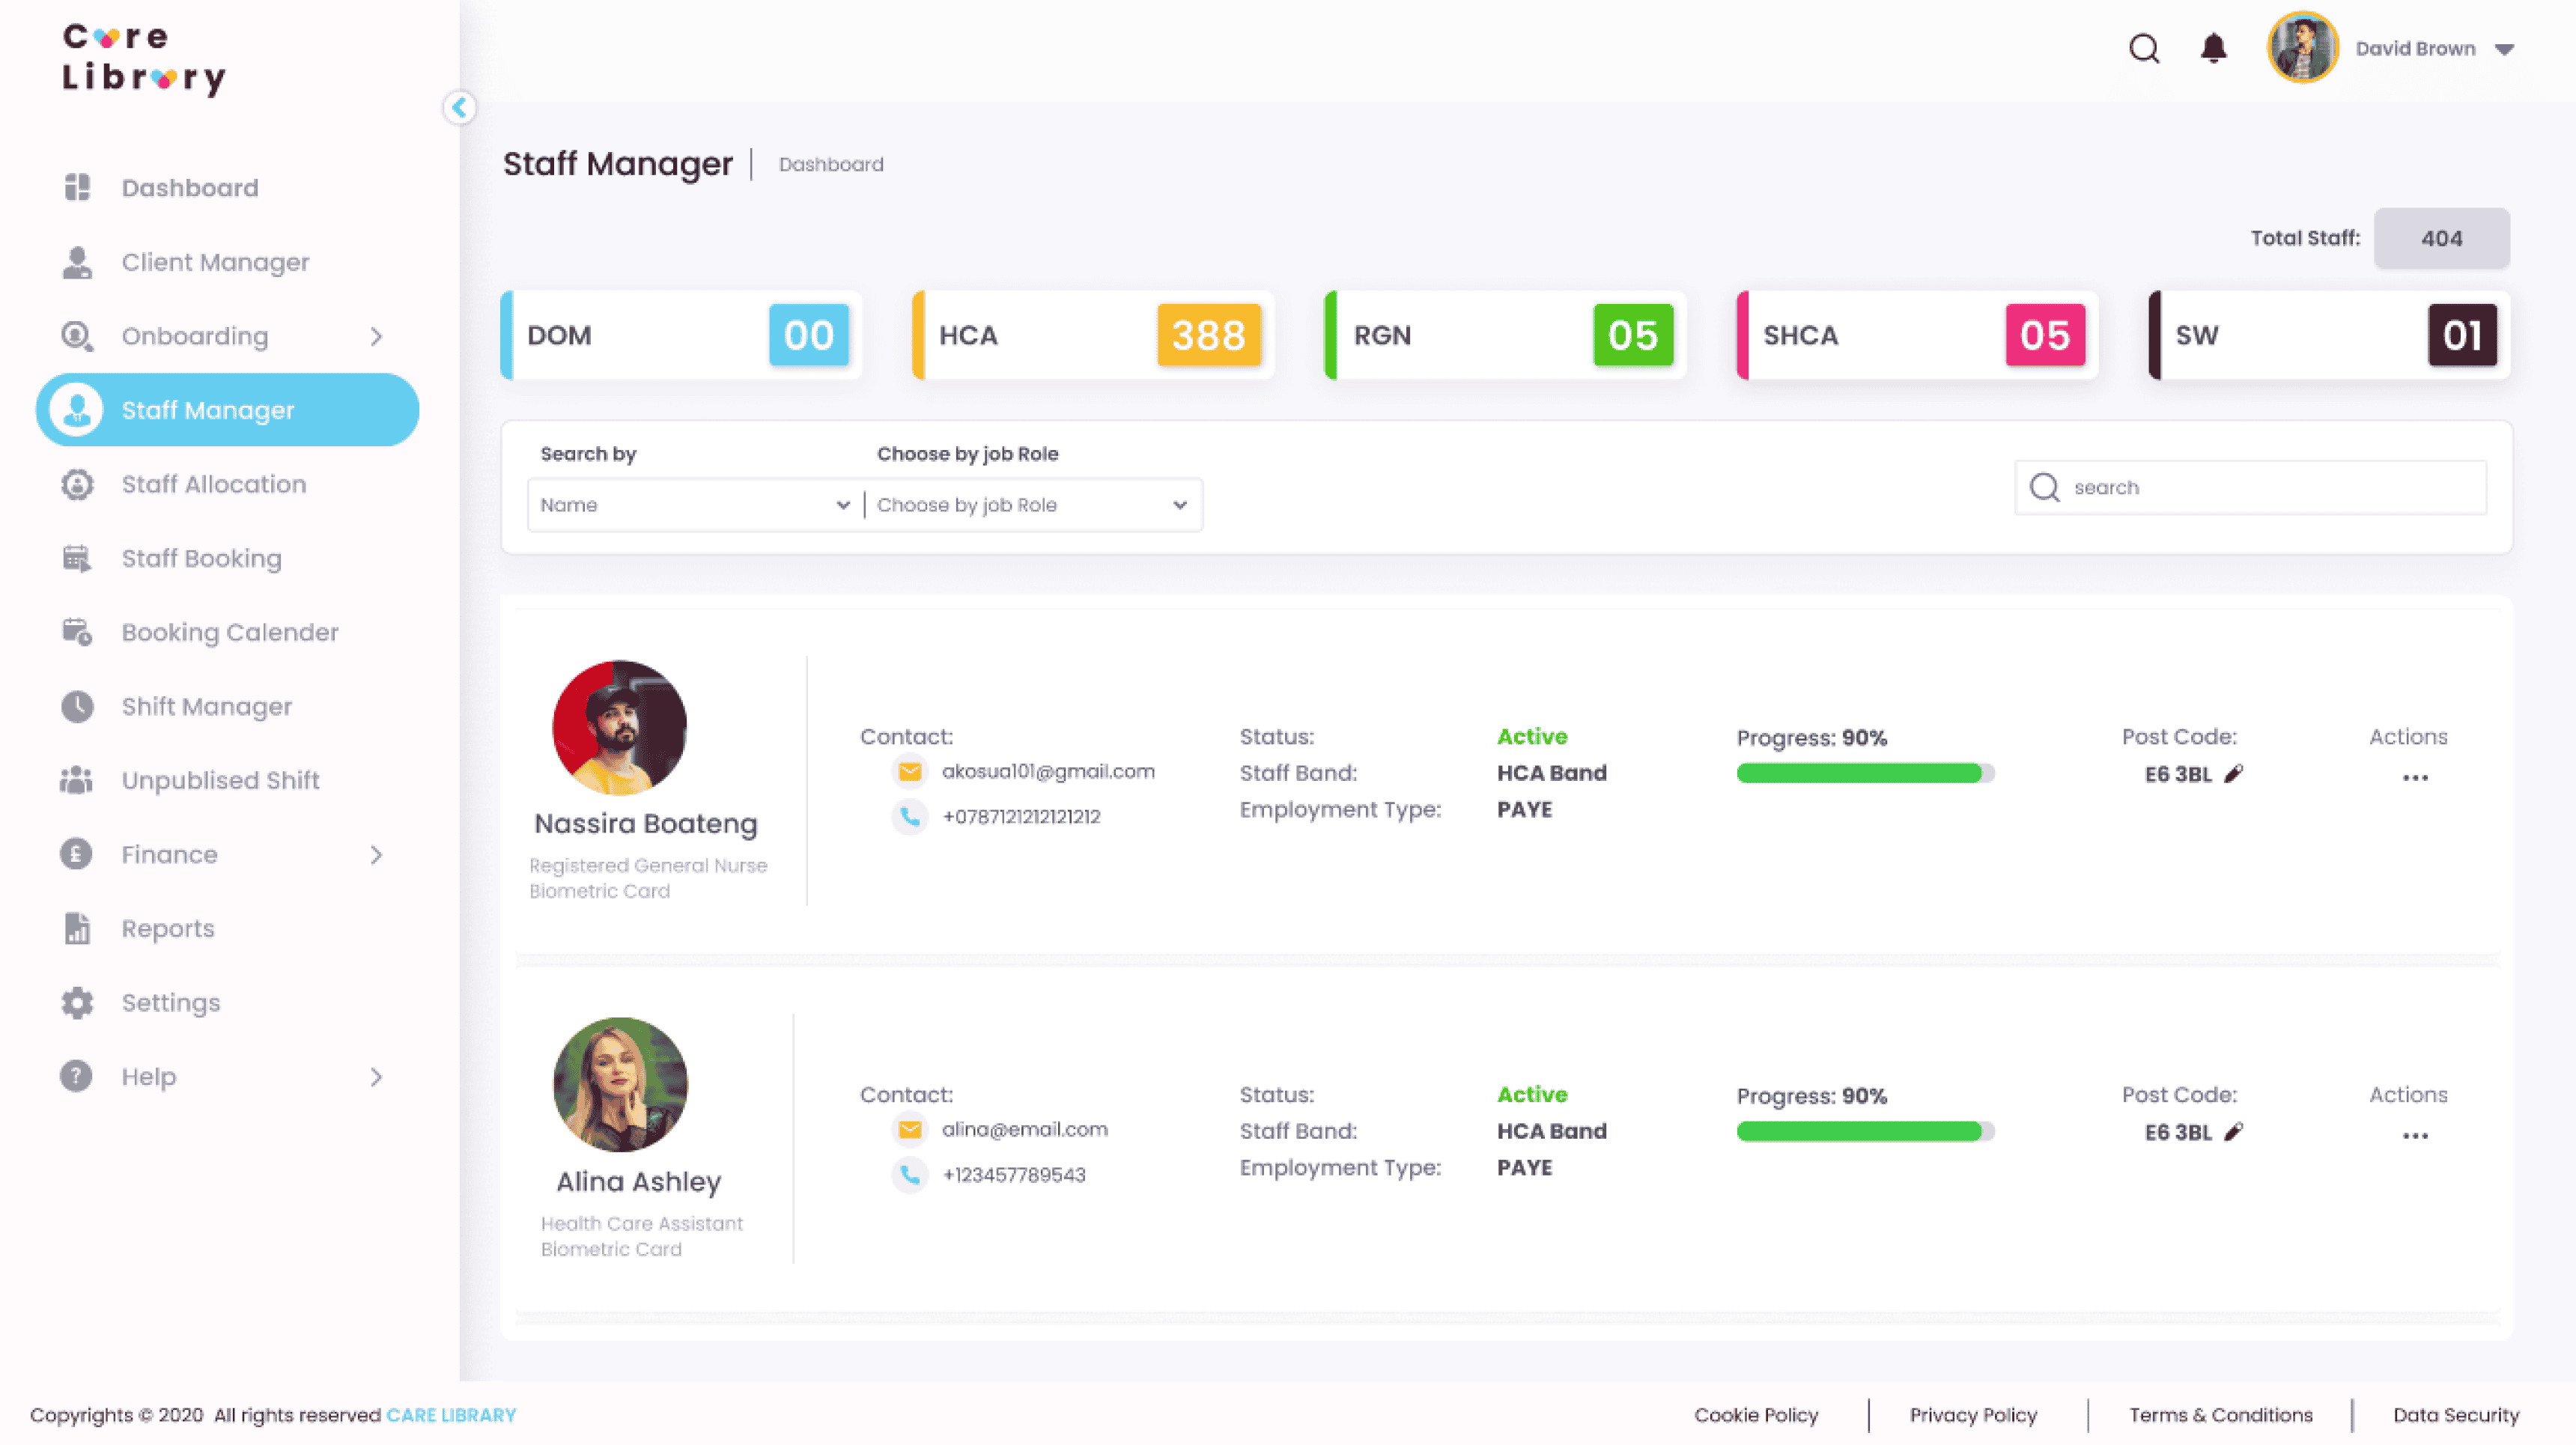 Care
Library
David Brown
Staff Manager
Dashboard
Total Staff: 404
DOM 00
HCA 388
RGN 05
SHCA 05
SW 01
Dashboard
Client Manager
Onboarding
Staff Manager
Staff Allocation
Staff Booking
Booking Calender
Shift Manager
Unpublised Shift
Finance
Reports
Settings
Help
Search by
Choose by job Role
Name
Choose by job Role
search
Nassira Boateng
Registered General Nurse
Biometric Card
Contact:
akosua101@gmail.com
+0787121212121212
Status: Active
Staff Band: HCA Band
Employment Type: PAYE
Progress: 90%
Post Code:
E6 3BL
Actions
Alina Ashley
Health Care Assistant
Biometric Card
Contact:
alina@email.com
+123457789543
Status: Active
Staff Band: HCA Band
Employment Type: PAYE
Progress: 90%
Post Code:
E6 3BL
Actions
Copyrights © 2020 All rights reserved CARE LIBRARY
Cookie Policy
Privacy Policy
Terms & Conditions
Data Security